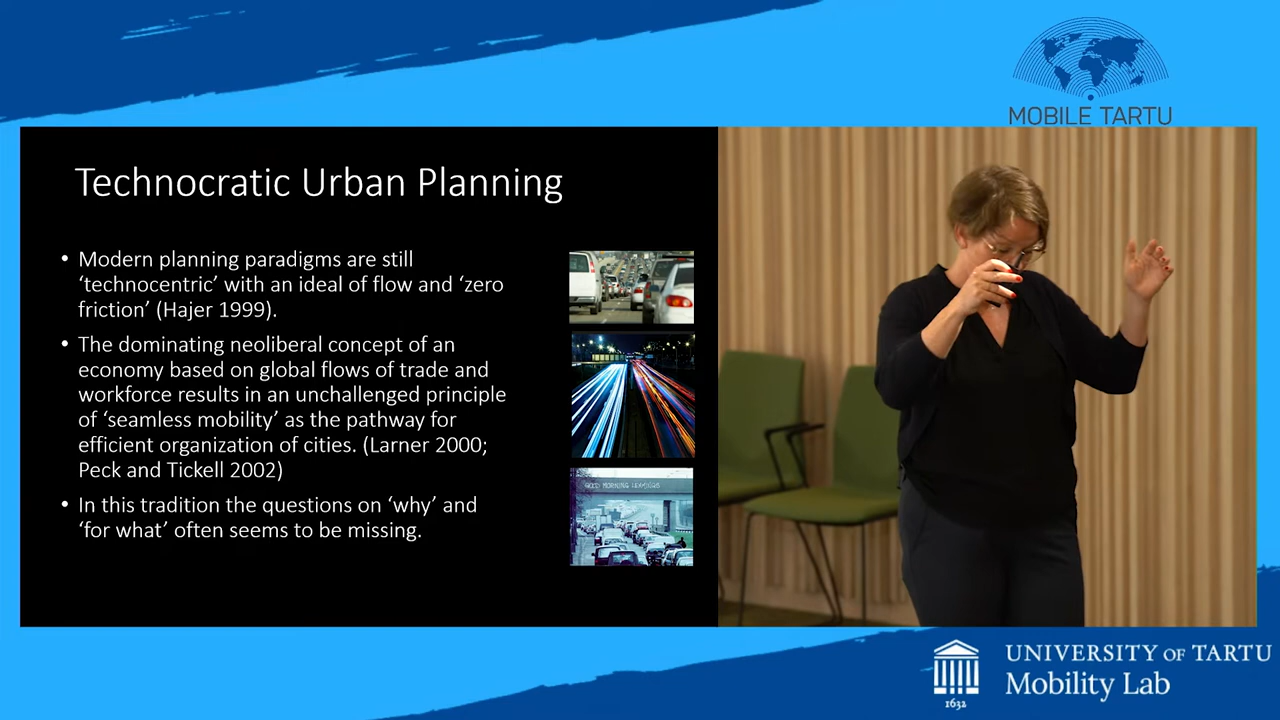 MOBILE TARTU
Technocratic Urban Planning
• Modern planning paradigms are still
‘technocentric’ with an ideal of flow and ‘zero
friction’ (Hajer 1999).
• The dominating neoliberal concept of an
economy based on global flows of trade and
workforce results in an unchallenged principle
of ‘seamless mobility’ as the pathway for
efficient organization of cities. (Larner 2000;
Peck and Tickell 2002)
• In this tradition the questions on ‘why’ and
‘for what’ often seems to be missing.
GOOD MORNING LEMMINGS
UNIVERSITY OF TARTU
Mobility Lab
1632